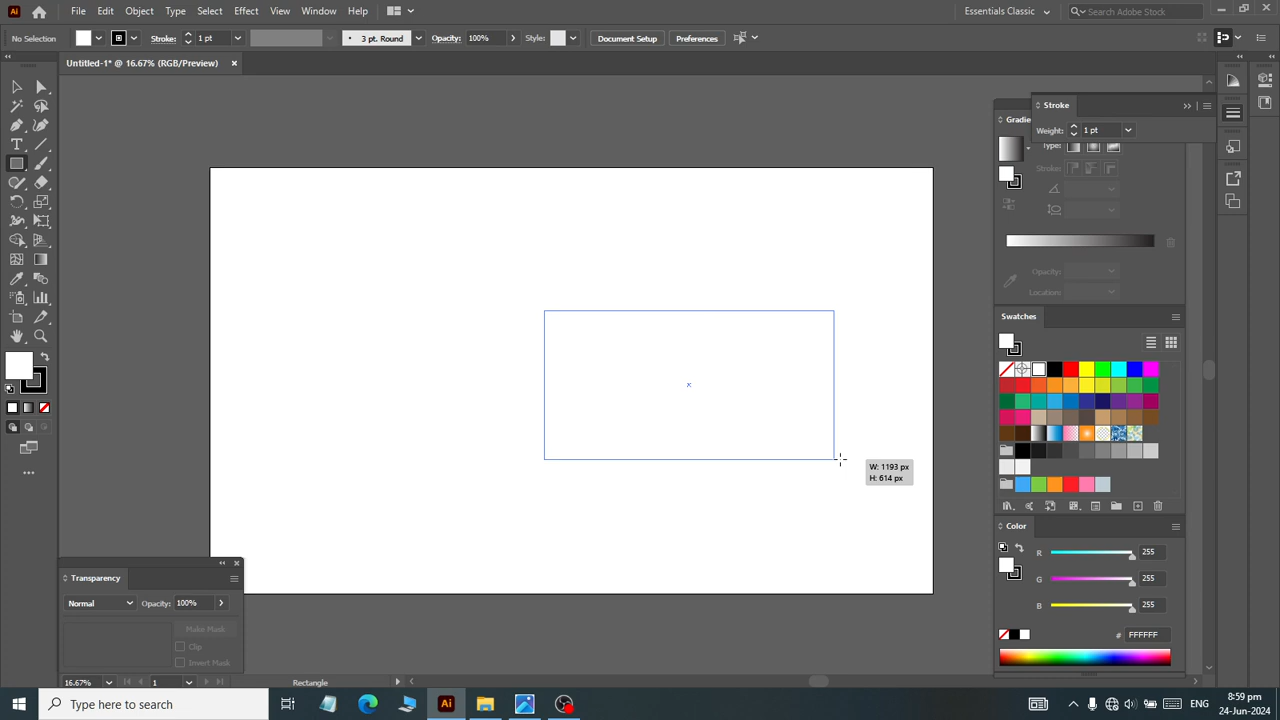 Ai File Edit Object Type Select Effect View Window Help Essentials Classic Search Adobe Stock
No Selection Stroke: 1 pt 3 pt. Round Opacity: 100% Style: Document Setup Preferences
Untitled-1* @ 16.67% (RGB/Preview)
Stroke
Weight: 1 pt
Gradie
Type:
Stroke:
Opacity:
Location:
Swatches
W: 1193 px
H: 614 px
Color
R 255
G 255
B 255
# FFFFFF
Transparency
Normal Opacity: 100%
Make Mask
Clip
Invert Mask
16.67% 1 Rectangle
Type here to search Ai 8:59 pm
24-Jun-2024